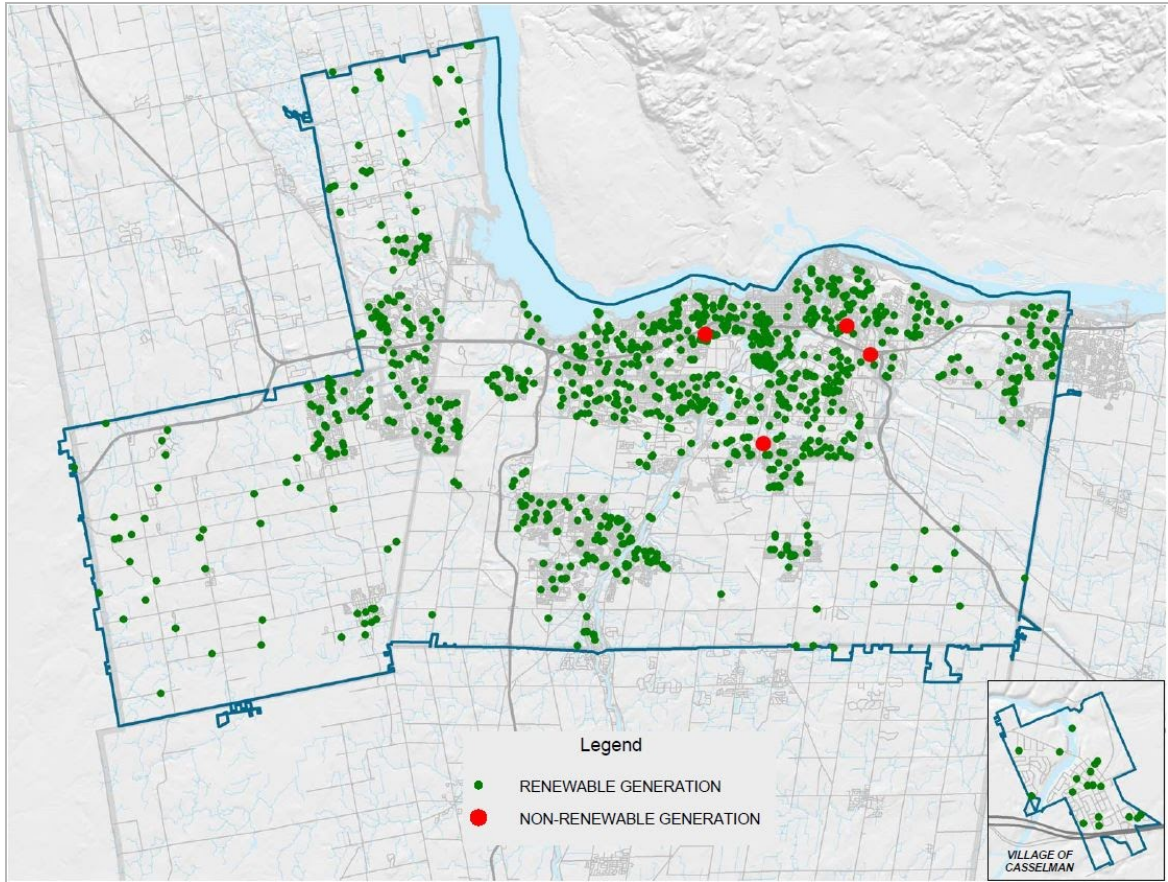 Legend
RENEWABLE GENERATION
NON-RENEWABLE GENERATION
VILLAGE OF
CASSELMAN